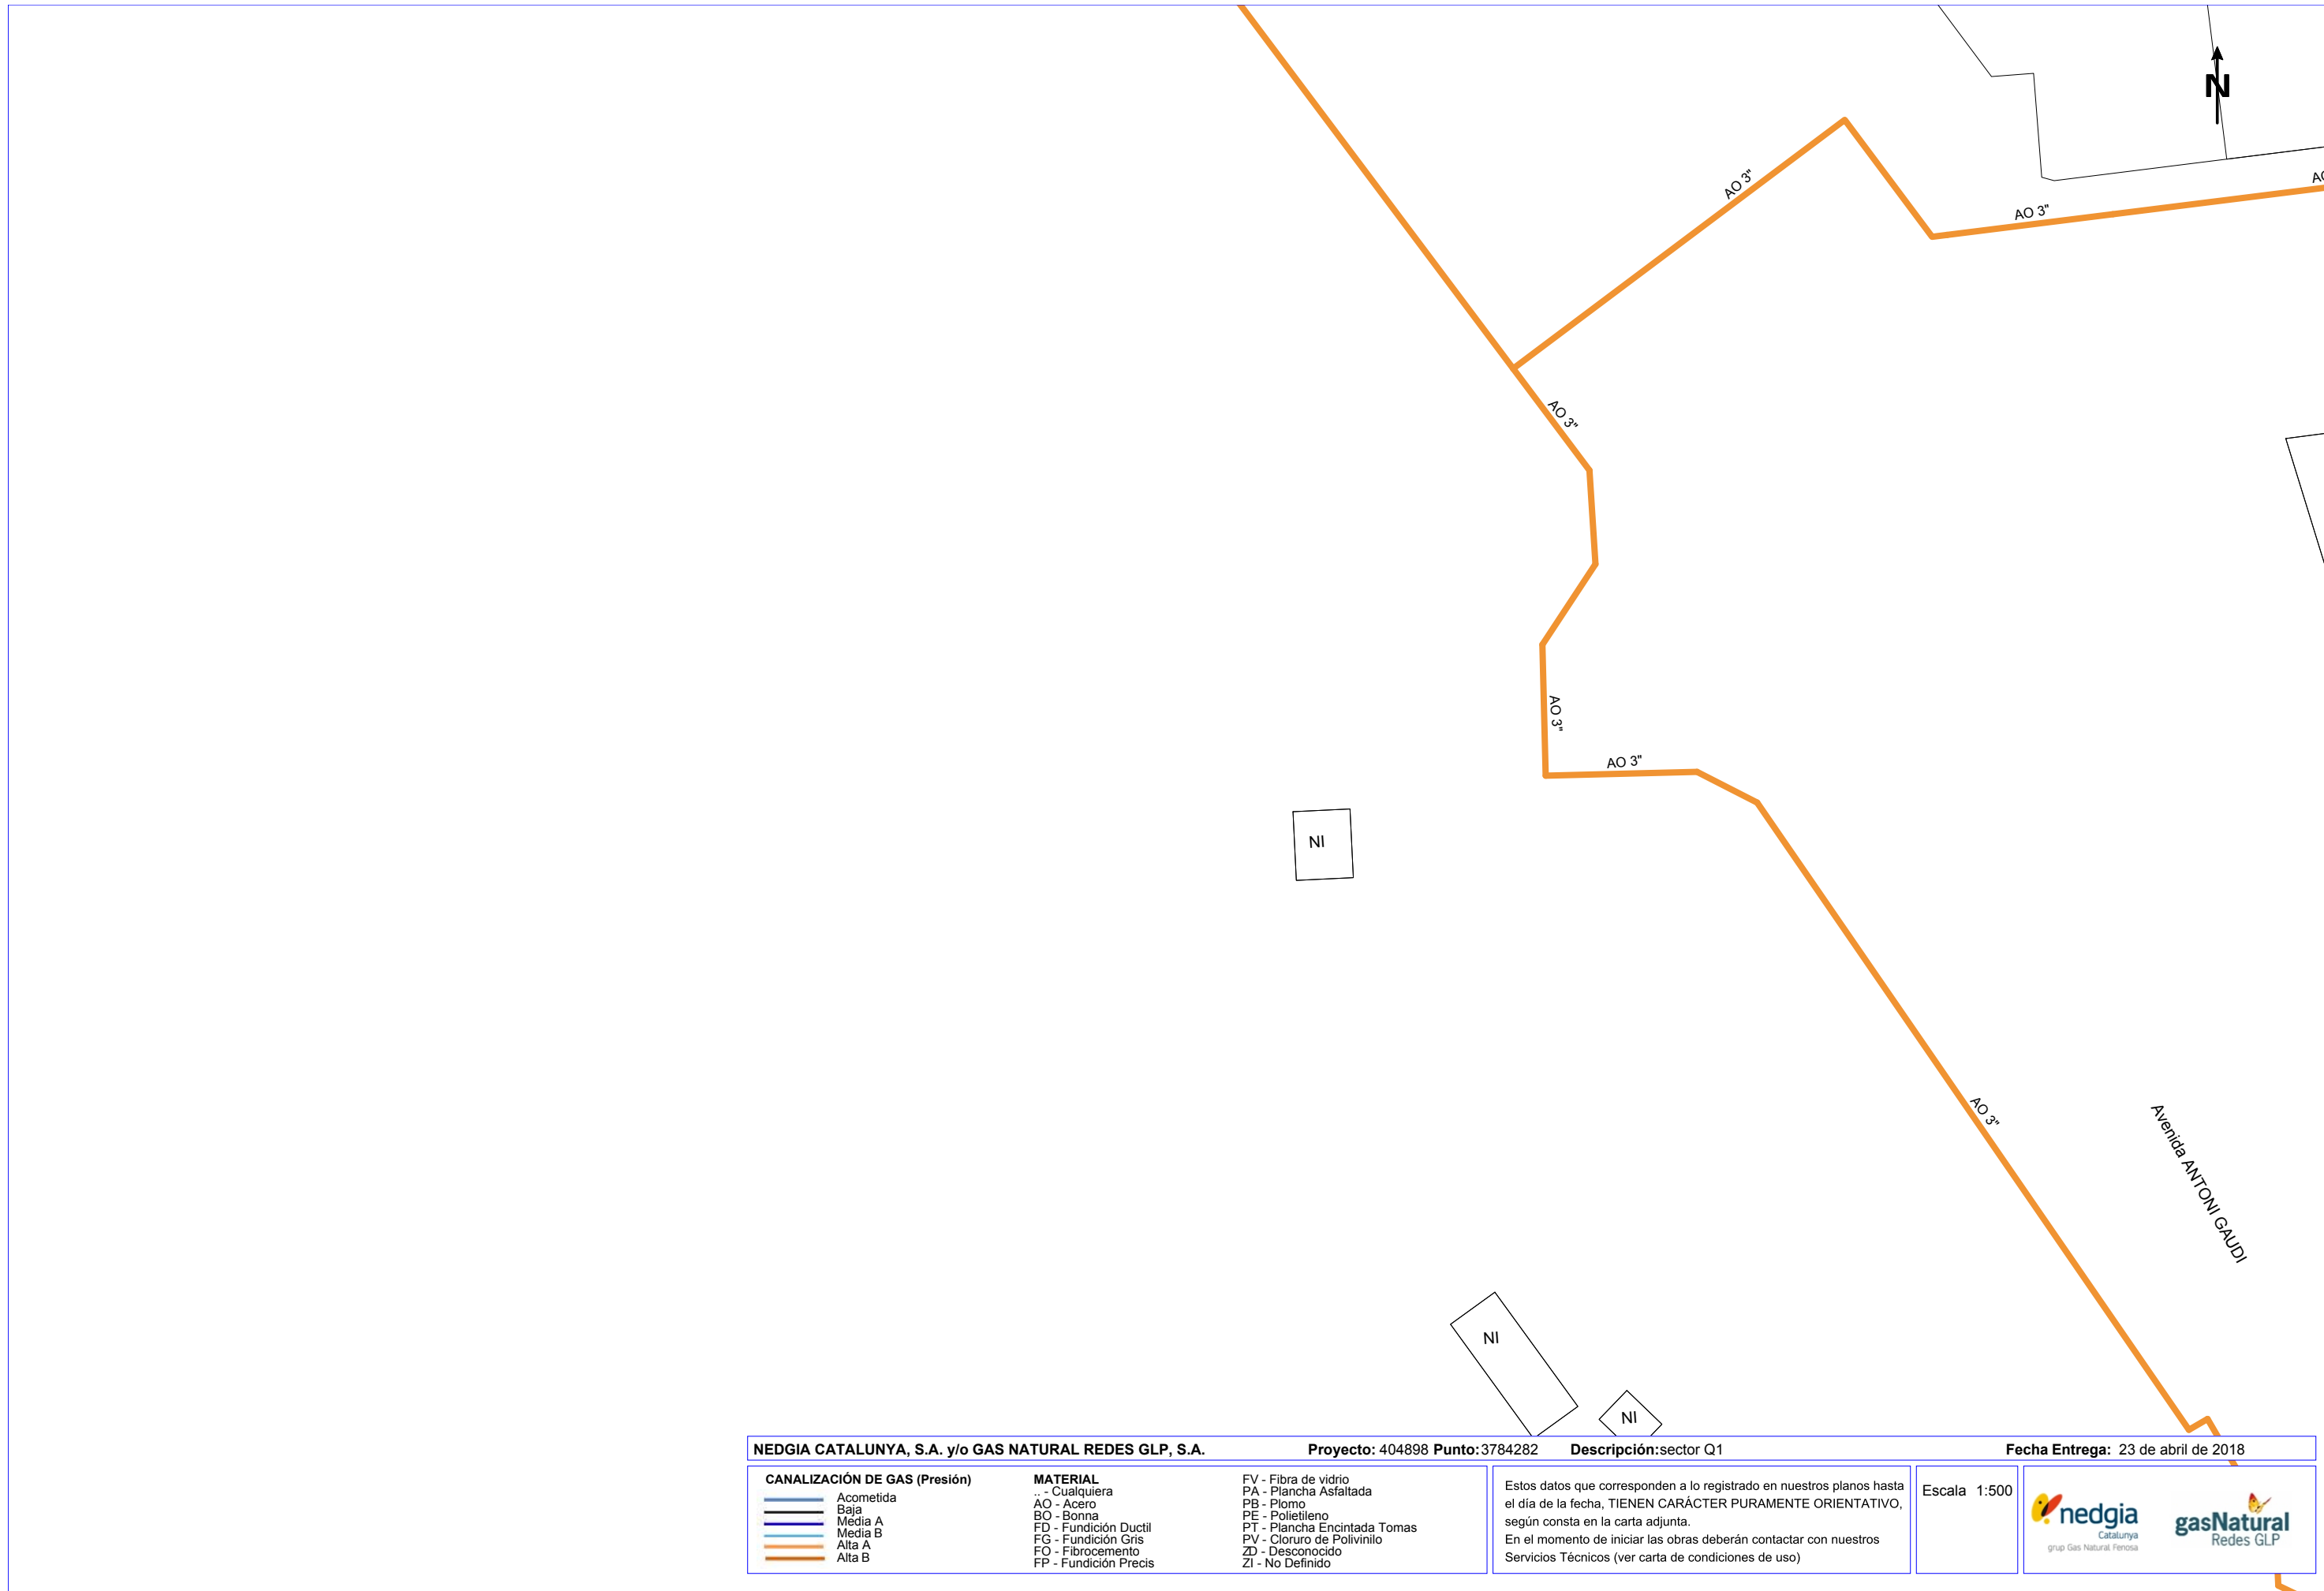 N
AO 3"
AO 3"
AO 3"
AO 3"
AO 3"
NI
AO 3"
Avenida ANTONI GAUDI
NI
NI
NEDGIA CATALUNYA, S.A. y/o GAS NATURAL REDES GLP, S.A. Proyecto: 404898 Punto:3784282 Descripción:sector Q1 Fecha Entrega: 23 de abril de 2018
CANALIZACIÓN DE GAS (Presión)
Acometida
Baja
Media A
Media B
Alta A
Alta B
MATERIAL
.. - Cualquiera
AO - Acero
BO - Bonna
FD - Fundición Ductil
FG - Fundición Gris
FO - Fibrocemento
FP - Fundición Precis
FV - Fibra de vidrio
PA - Plancha Asfaltada
PB - Plomo
PE - Polietileno
PT - Plancha Encintada Tomas
PV - Cloruro de Polivinilo
ZD - Desconocido
ZI - No Definido
Estos datos que corresponden a lo registrado en nuestros planos hasta
el día de la fecha, TIENEN CARÁCTER PURAMENTE ORIENTATIVO,
según consta en la carta adjunta.
En el momento de iniciar las obras deberán contactar con nuestros
Servicios Técnicos (ver carta de condiciones de uso)
Escala 1:500
nedgia
Catalunya
grup Gas Natural Fenosa
gasNatural
Redes GLP